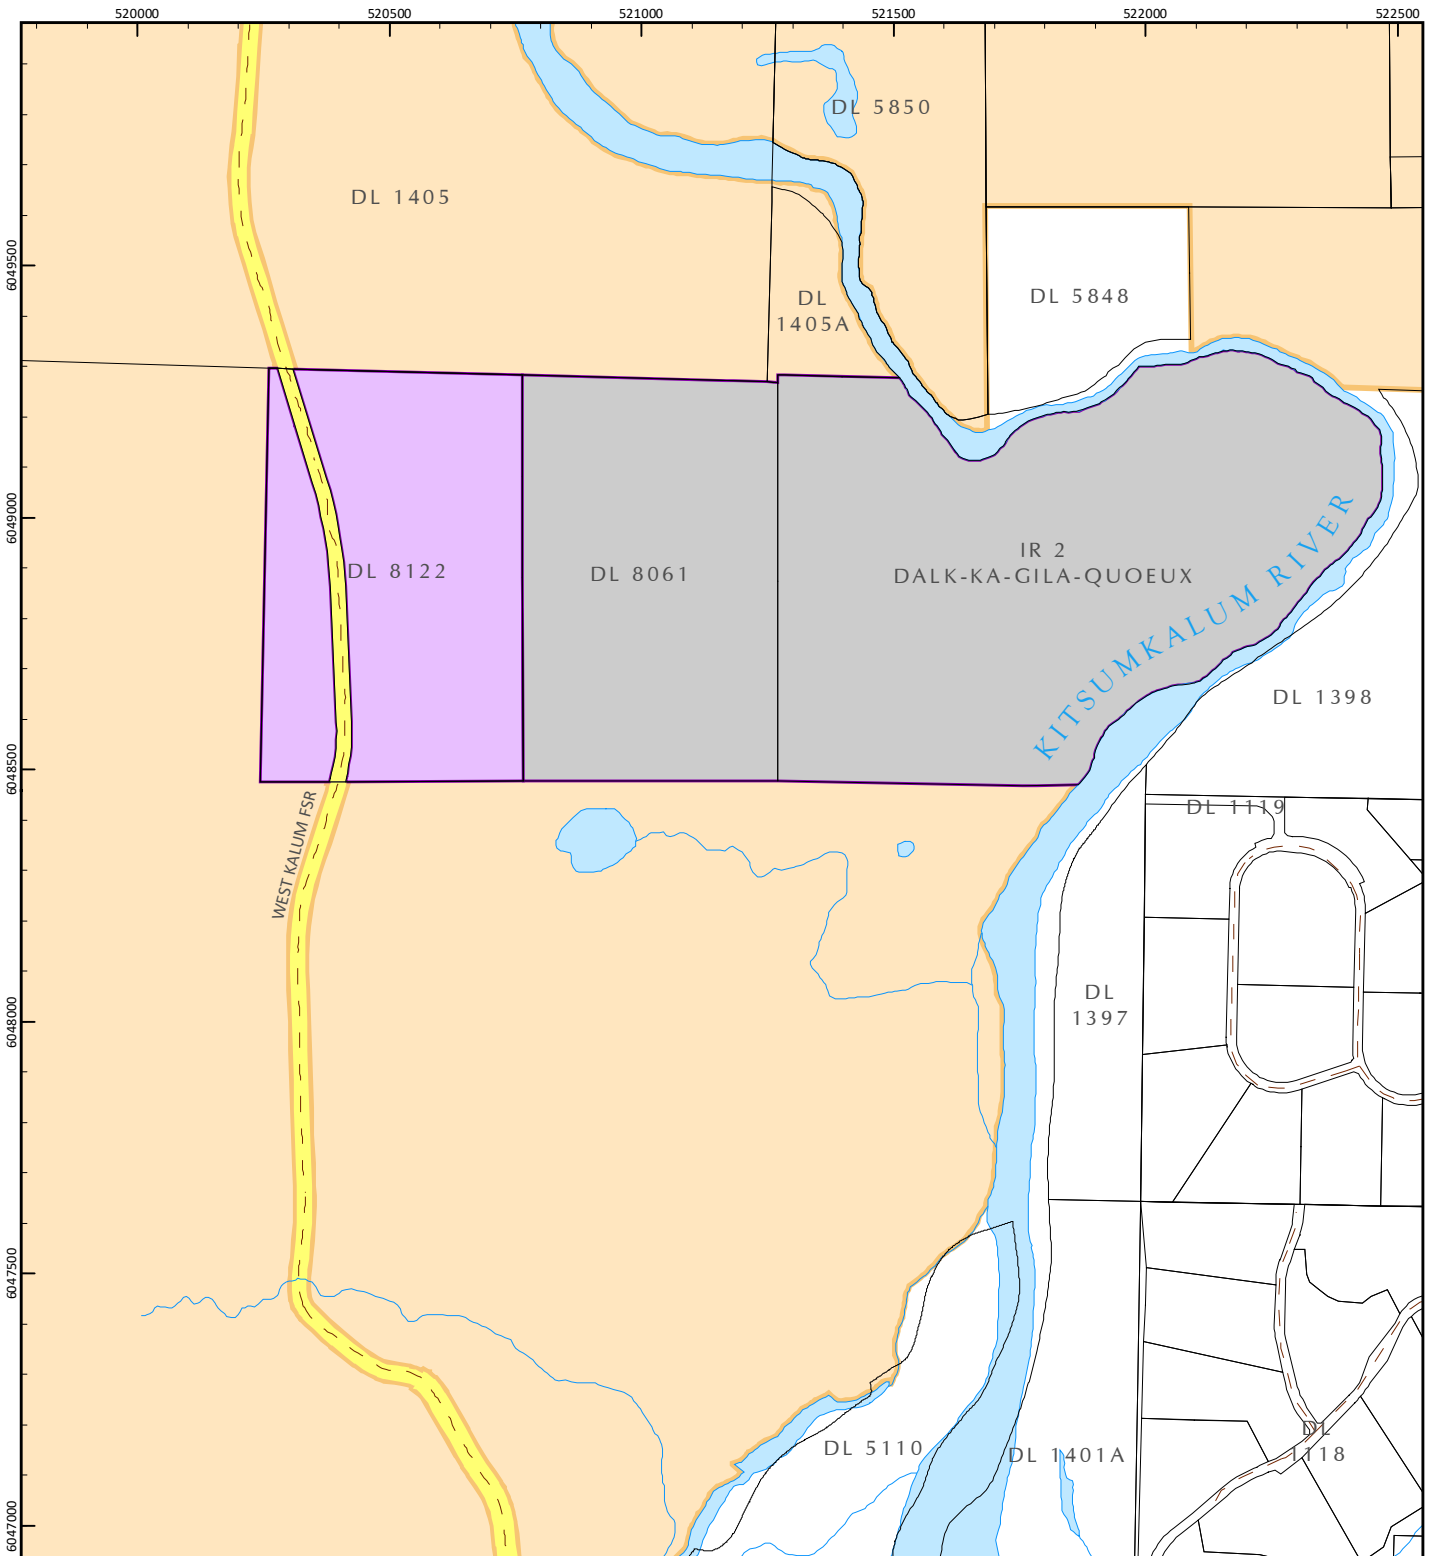 520000 520500 521000 521500 522000 522500
DL 5850
DL 1405
6049500
DL
1405A
DL 5848
6049000
IR 2
DALK-KA-GILA-QUOEUX
DL 8122
DL 8061
KITSUMKALUM RIVER
DL 1398
6048500
WEST KALUM FSR
DL 1119
DL
1397
6048000
6047500
DL
1118
DL 5110
DL 1401A
6047000